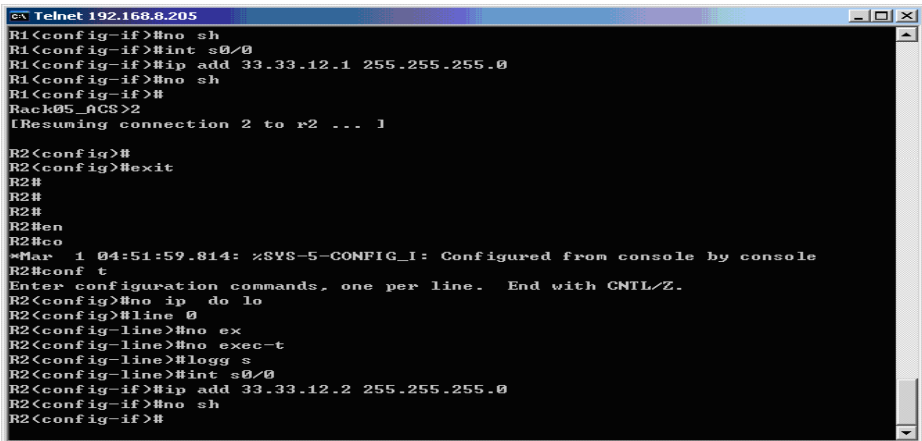 Telnet 192.168.8.205
R1(config-if)#no sh
R1(config-if)#int s0/0
R1(config-if)#ip add 33.33.12.1 255.255.255.0
R1(config-if)#no sh
R1(config-if)#
Rack05_ACS>2
[Resuming connection 2 to r2 ... ]
R2(config)#
R2(config)#exit
R2#
R2#
R2#
R2#en
R2#co
*Mar  1 04:51:59.814: %SYS-5-CONFIG_I: Configured from console by console
R2#conf t
Enter configuration commands, one per line.  End with CNTL/Z.
R2(config)#no ip  do lo
R2(config)#line 0
R2(config-line)#no ex
R2(config-line)#no exec-t
R2(config-line)#logg s
R2(config-line)#int s0/0
R2(config-if)#ip add 33.33.12.2 255.255.255.0
R2(config-if)#no sh
R2(config-if)#